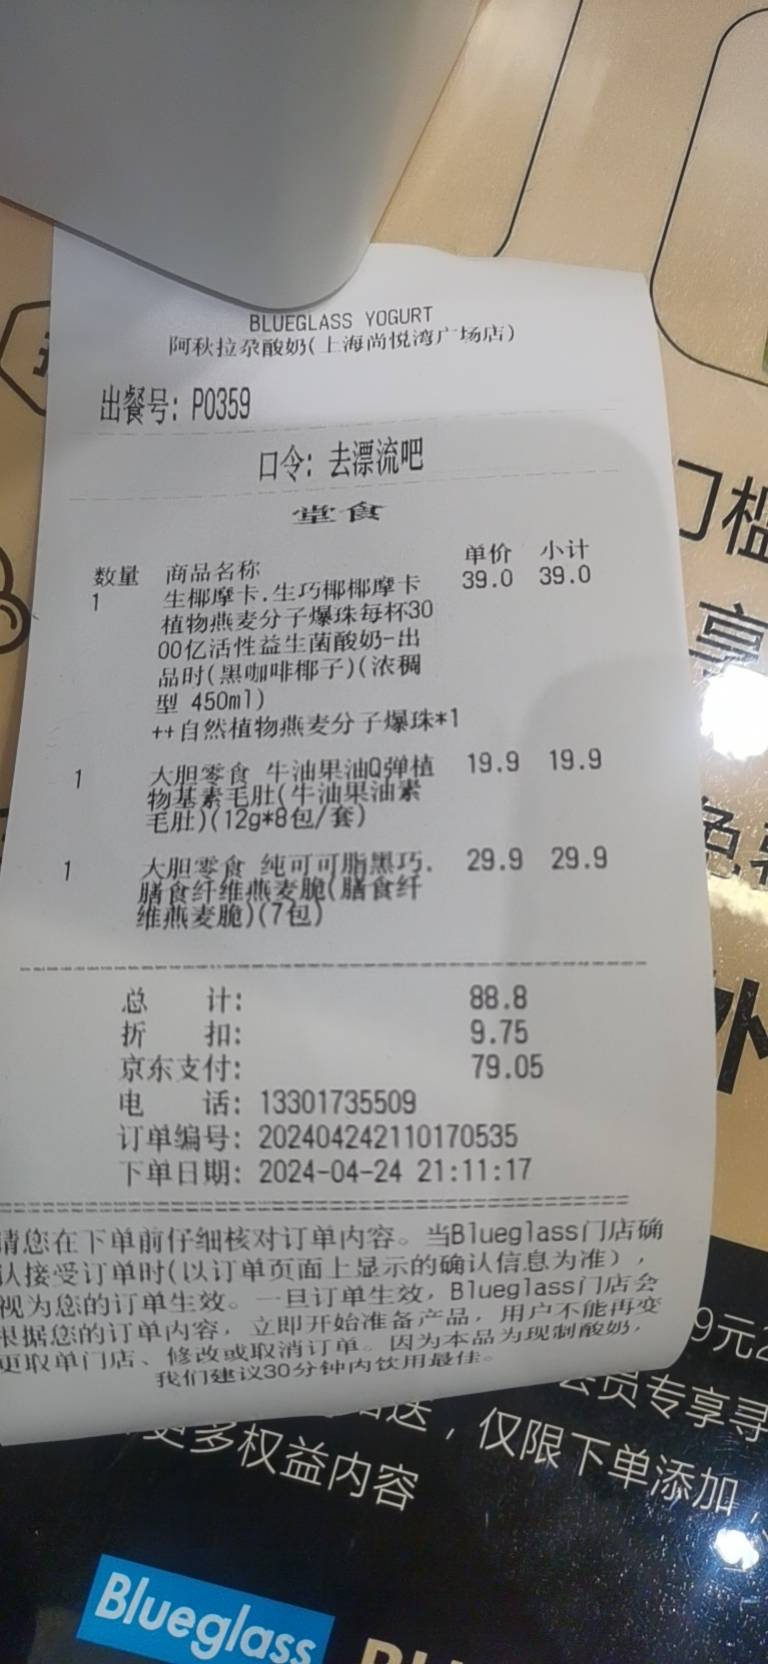 BLUEGLASS YOGURT
阿秋拉尕酸奶(上海尚悦湾广场店)
出餐号: P0359
口令: 去漂流吧
堂食
数量 商品名称 单价 小计
1 生椰摩卡.生巧椰椰摩卡 39.0 39.0
植物燕麦分子爆珠每杯30
00亿活性益生菌酸奶-出
品时(黑咖啡椰子)(浓稠
型 450ml)
++自然植物燕麦分子爆珠*1
1 大胆零食 牛油果油Q弹植 19.9 19.9
物基素毛肚(牛油果油素
毛肚)(12g*8包/套)
1 大胆零食 纯可可脂黑巧. 29.9 29.9
膳食纤维燕麦脆(膳食纤
维燕麦脆)(7包)
总 计: 88.8
折 扣: 9.75
京东支付: 79.05
电 话: 13301735509
订单编号: 202404242110170535
下单日期: 2024-04-24 21:11:17
请您在下单前仔细核对订单内容。当Blueglass门店确
认接受订单时(以订单页面上显示的确认信息为准),
视为您的订单生效。一旦订单生效, Blueglass门店会
根据您的订单内容, 立即开始准备产品, 用户不能再变
更取单门店、修改或取消订单。因为本品为现制酸奶,
我们建议30分钟内饮用最佳。
门槛
享
外
9元2
会员专享寻
送，仅限下单添加，
更多权益内容
Blueglass